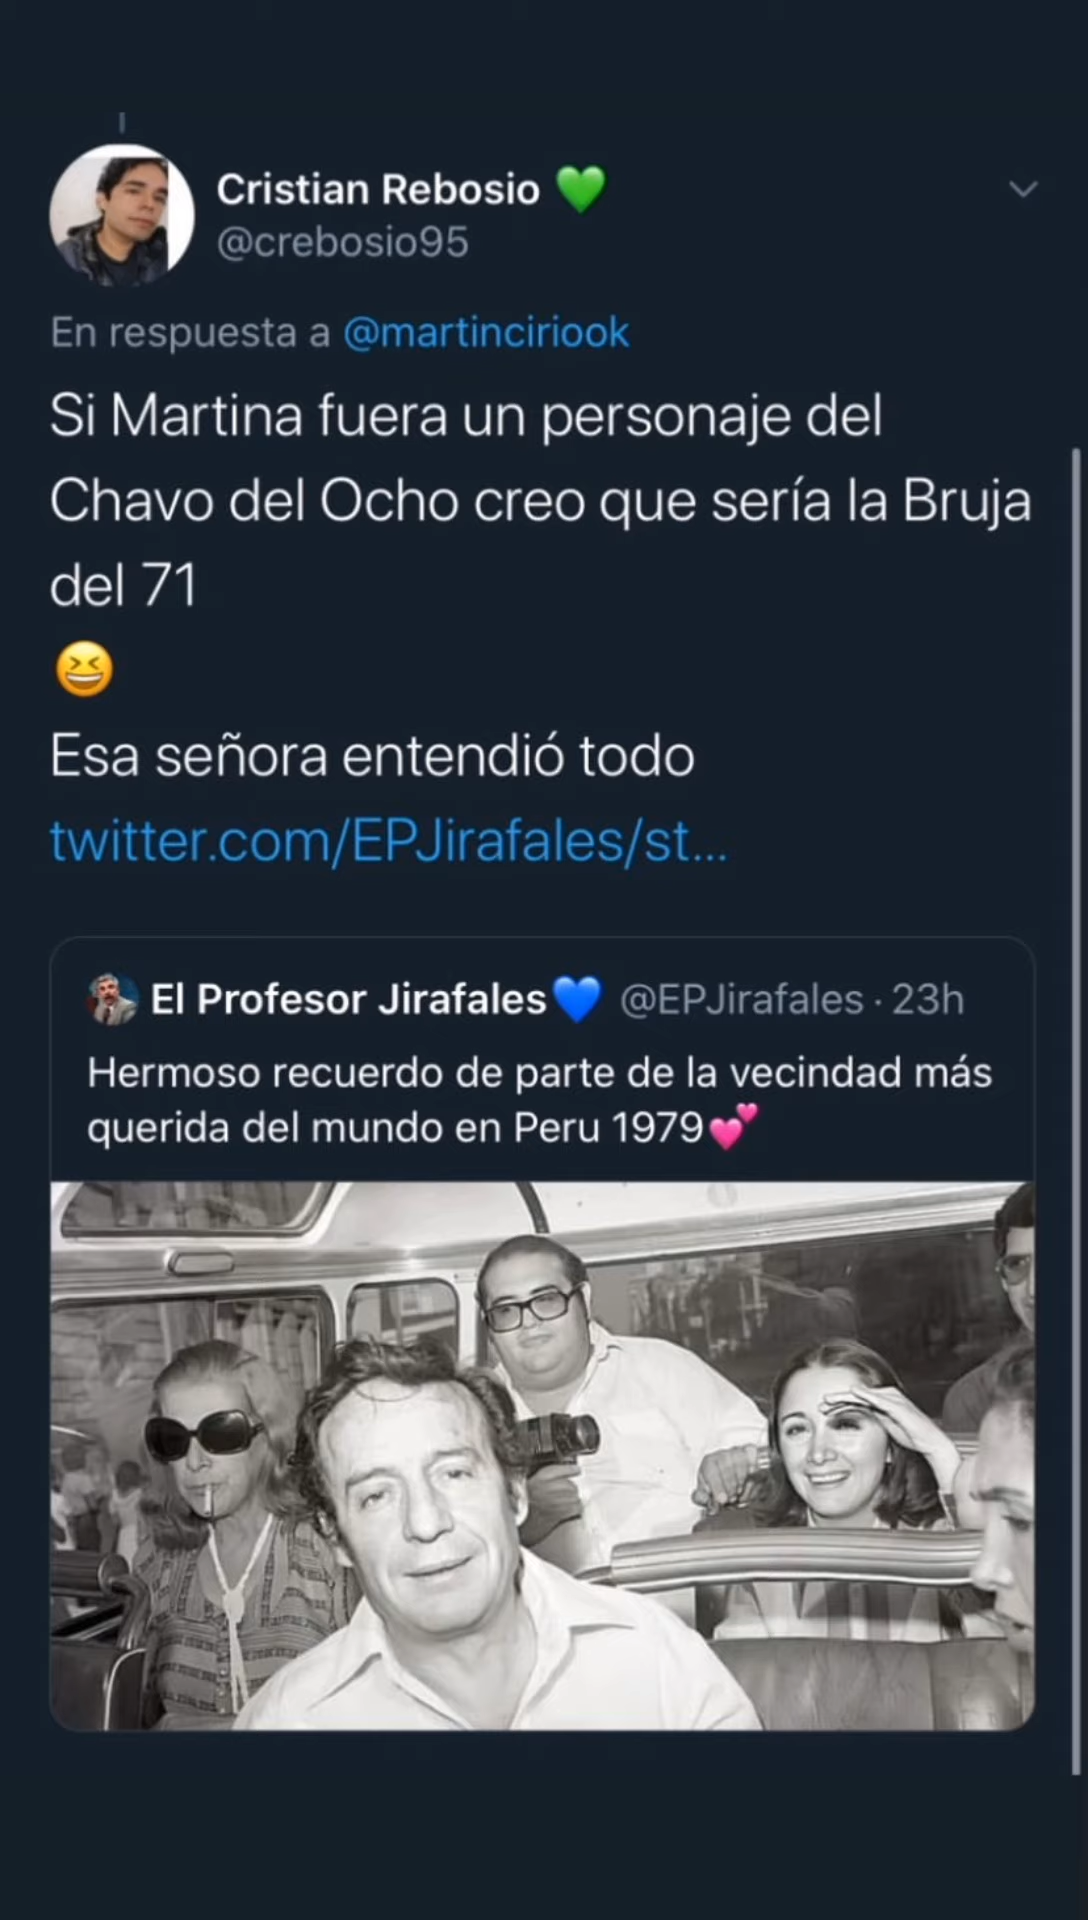 Cristian Rebosio 💚
@crebosio95
En respuesta a @martinciriook
Si Martina fuera un personaje del
Chavo del Ocho creo que sería la Bruja
del 71
😆
Esa señora entendió todo
twitter.com/EPJirafales/st...
El Profesor Jirafales💙 @EPJirafales · 23h
Hermoso recuerdo de parte de la vecindad más
querida del mundo en Peru 1979💕